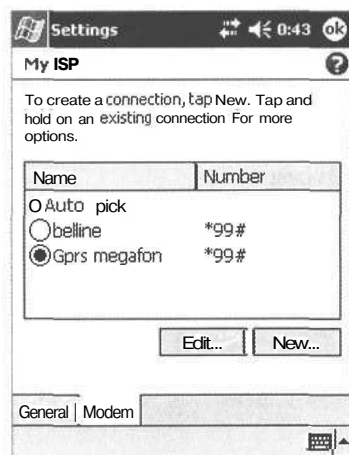 Settings 0:43 ok
My ISP ?
To create a connection, tap New. Tap and
hold on an existing connection For more
options.
Name Number
Auto pick
belline *99#
Gprs megafon *99#
Edit... New...
General Modem